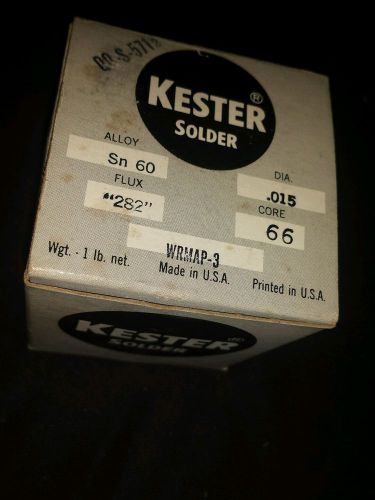 QQ-S-571
KESTER®
SOLDER
ALLOY
Sn 60
DIA.
.015
FLUX
"282"
CORE
66
WRMAP-3
Wgt. - 1 lb. net.
Made in U.S.A.
Printed in U.S.A.
KESTER®
SOLDER